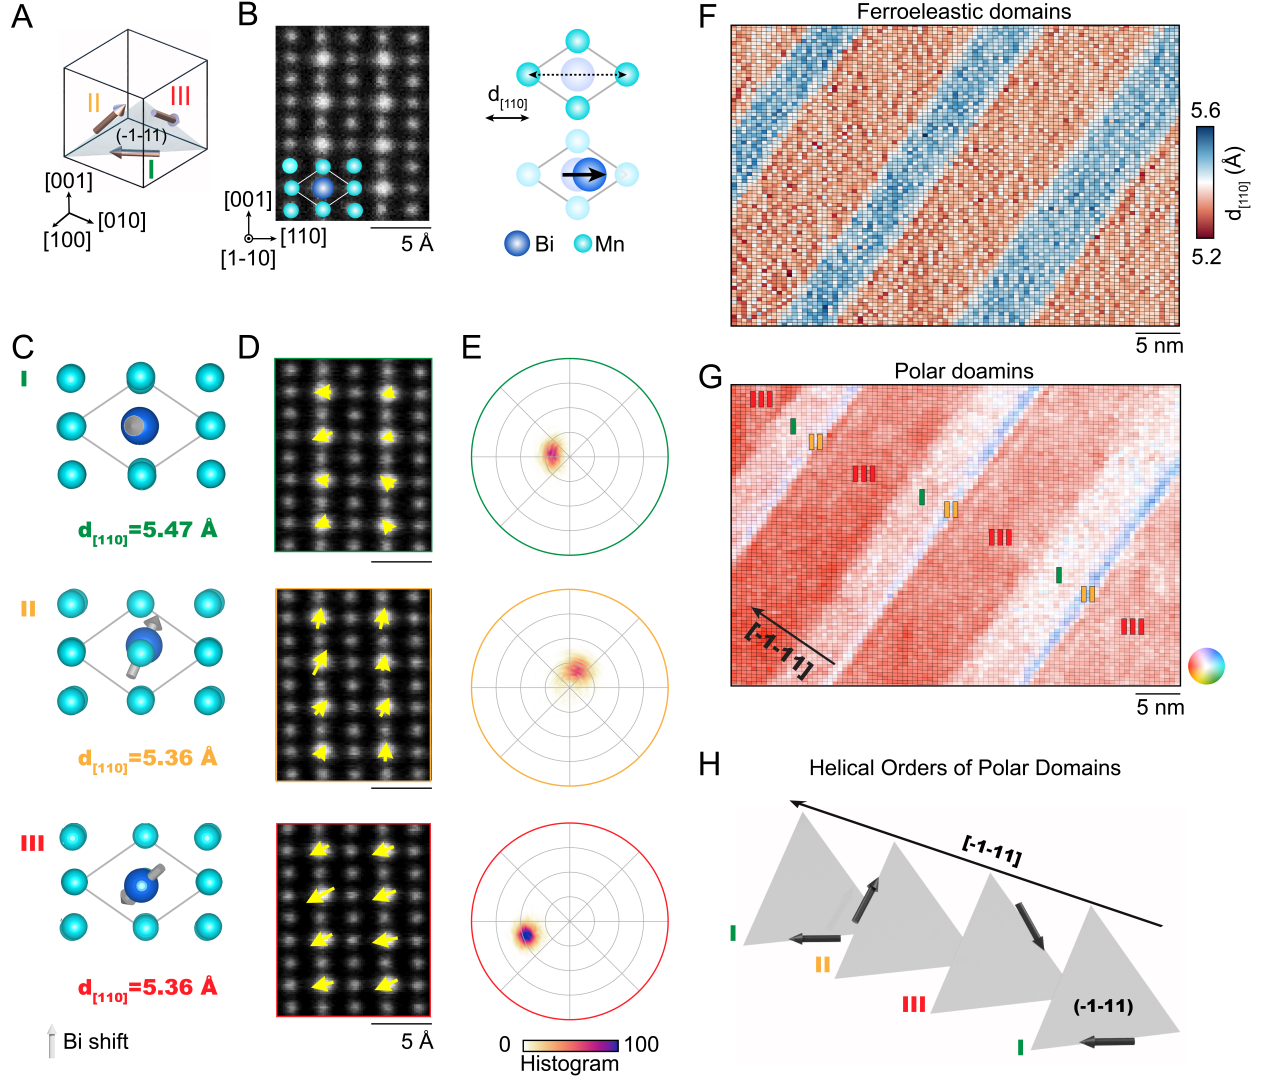 A
II
III
(-1-11)
I
[001]
[010]
[100]
B
[001]
[110]
[1-10]
5 Å
d[110]
Bi
Mn
C
I
d[110]=5.47 Å
II
d[110]=5.36 Å
III
d[110]=5.36 Å
Bi shift
D
5 Å
E
0
100
Histogram
F
Ferroeleastic domains
5.6
d[110] (Å)
5.2
5 nm
G
Polar doamins
III
I
II
III
I
II
III
I
II
III
[-1-11]
5 nm
H
Helical Orders of Polar Domains
[-1-11]
I
II
III
(-1-11)
I